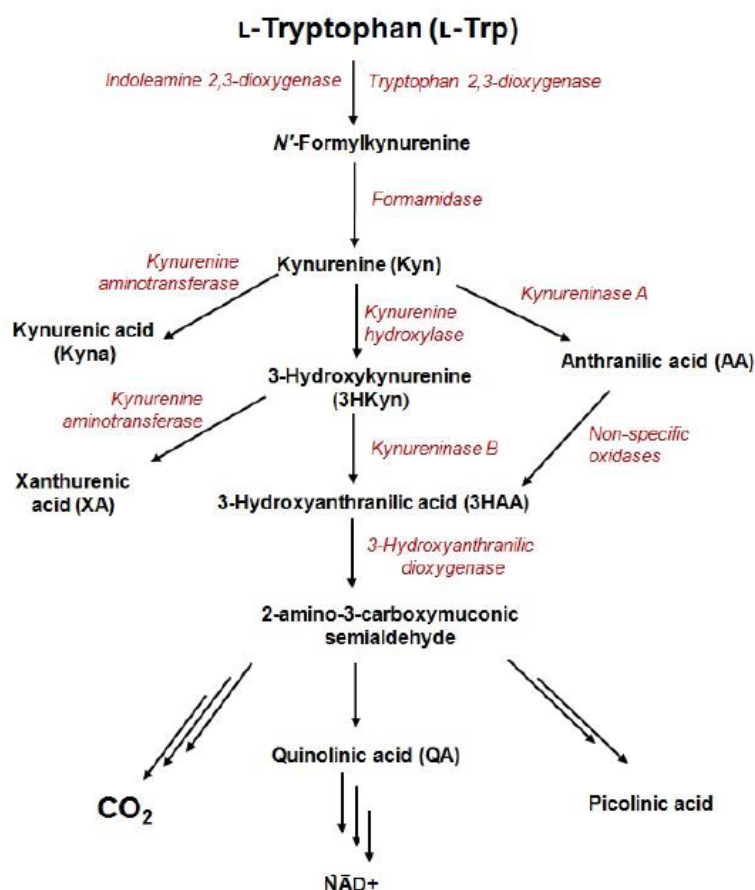 L-Tryptophan (L-Trp)
Indoleamine 2,3-dioxygenase
Tryptophan 2,3-dioxygenase
N'-Formylkynurenine
Formamidase
Kynurenine (Kyn)
Kynurenine
aminotransferase
Kynurenine
hydroxylase
Kynureninase A
Kynurenic acid
(Kyna)
Anthranilic acid (AA)
3-Hydroxykynurenine
(3HKyn)
Kynurenine
aminotransferase
Kynureninase B
Non-specific
oxidases
Xanthurenic
acid (XA)
3-Hydroxyanthranilic acid (3HAA)
3-Hydroxyanthranilic
dioxygenase
2-amino-3-carboxymuconic
semialdehyde
Quinolinic acid (QA)
CO₂
Picolinic acid
NAD+